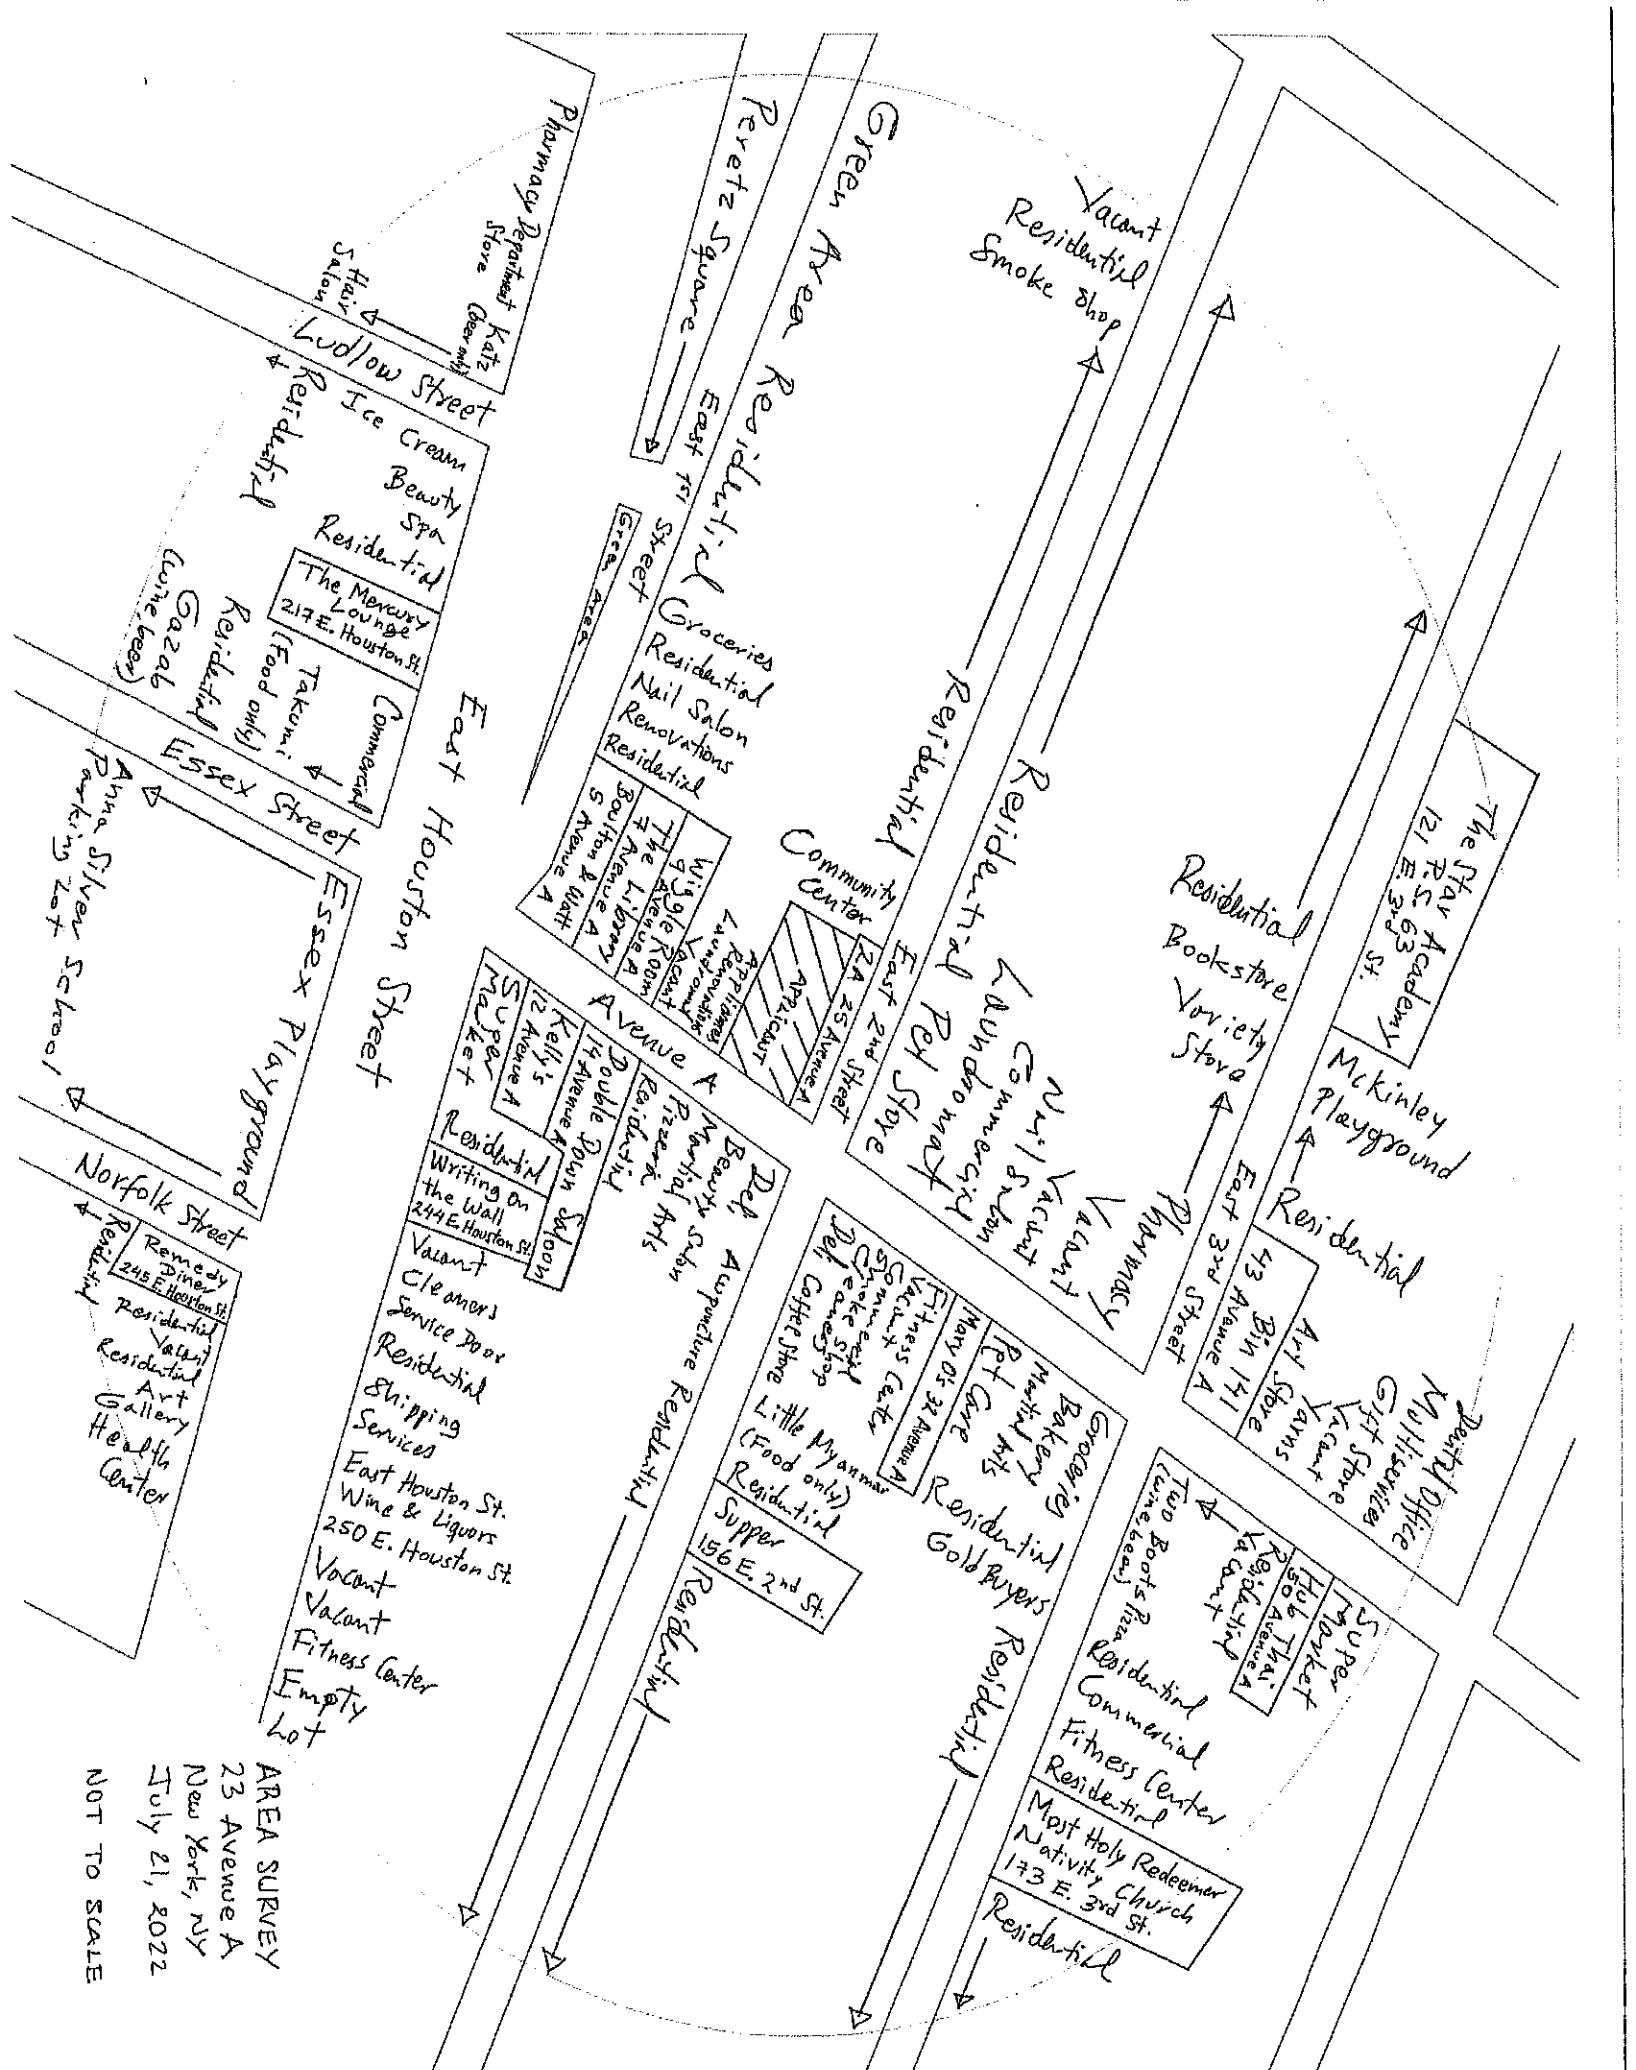 Vacant
Residential
Smoke Shop
Green Area Residential
Peretz Square
East 1st Street
Green Area
Groceries
Residential
Nail Salon
Renovations
Residential
Boulton & Watt
5 Avenue A
The Library
7 Avenue A
Wiggle Room
9 Avenue A
Vacant
Laundromat
Renovating
Appliances
Community
Center
APPLICANT
2A 25 Avenue A
Residential
East 2nd Street
Residential
Pet Store
Laundromat
Commercial
Nail Salon
Vacant
Vacant
Pharmacy
Residential
Bookstore
Variety
Store
East 3rd Street
The Star Academy
P.S. 63
121 E. 3rd St.
McKinley
Playground
Residential
Bin 141
43 Avenue A
Art Store
Yarns
Vacant
Gift Store
Multiservices
Dental Office
Pharmacy
Department
Store
Katz
(beer only)
Hair
Salon
Ludlow Street
Residential
Ice Cream
Beauty
Spa
Residential
The Mercury
Lounge
217 E. Houston St.
Commercial
Takumi
(Food only)
Residential
Gazab
(wine, beer)
Essex Street
East Houston Street
Essex Playground
Anna Silver School
Parking Lot
Norfolk Street
Residential
Remedy
Diner
245 E. Houston St.
Residential
Vacant
Residential
Art
Gallery
Health
Center
Avenue A
Super
Market
Kelly's
12 Avenue A
Double Down Saloon
14 Avenue A
Residential
Pizzeria
Martial Arts
Beauty Salon
Deli
Acupuncture Residential
Residential
Writing on
the Wall
244 E. Houston St.
Vacant
Cleaners
Service Door
Residential
Shipping
Services
East Houston St.
Wine & Liquors
250 E. Houston St.
Vacant
Vacant
Fitness Center
Empty
Lot
Deli
Coffee Store
Cleaners
Smoke Shop
Commercial
Vacant
Fitness Center
Mary O's 32 Avenue A
Pet Care
Martial Arts
Bakery
Groceries
Little Myanmar
(Food only)
Residential
Supper
156 E. 2nd St.
Residential
Residential
Gold Buyers
Residential
Two Boots Pizza
(wine, beer)
Vacant
Residential
Hub Thai
50 Avenue A
Super
Market
Residential
Commercial
Fitness Center
Residential
Most Holy Redeemer
Nativity Church
173 E. 3rd St.
Residential
AREA SURVEY
23 Avenue A
New York, NY
July 21, 2022
NOT TO SCALE